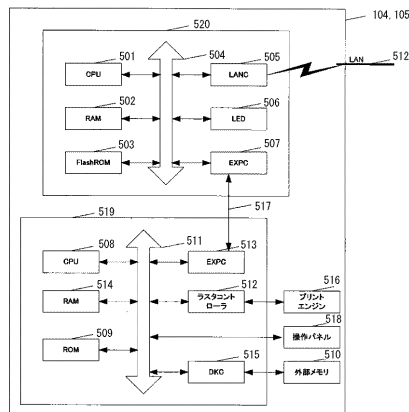 104, 105
520
501
CPU
504
505
LANC
LAN
512
502
RAM
506
LED
503
FlashROM
507
EXPC
517
519
508
CPU
511
513
EXPC
514
RAM
512
ラスタコント
ローラ
516
プリント
エンジン
518
操作パネル
509
ROM
515
DKC
510
外部メモリ